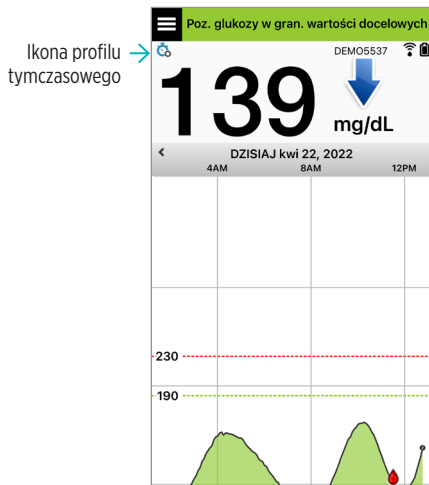 Poz. glukozy w gran. wartości docelowych
Ikona profilu
tymczasowego
DEMO5537
139
mg/dL
DZISIAJ kwi 22, 2022
4AM 8AM 12PM
230
190